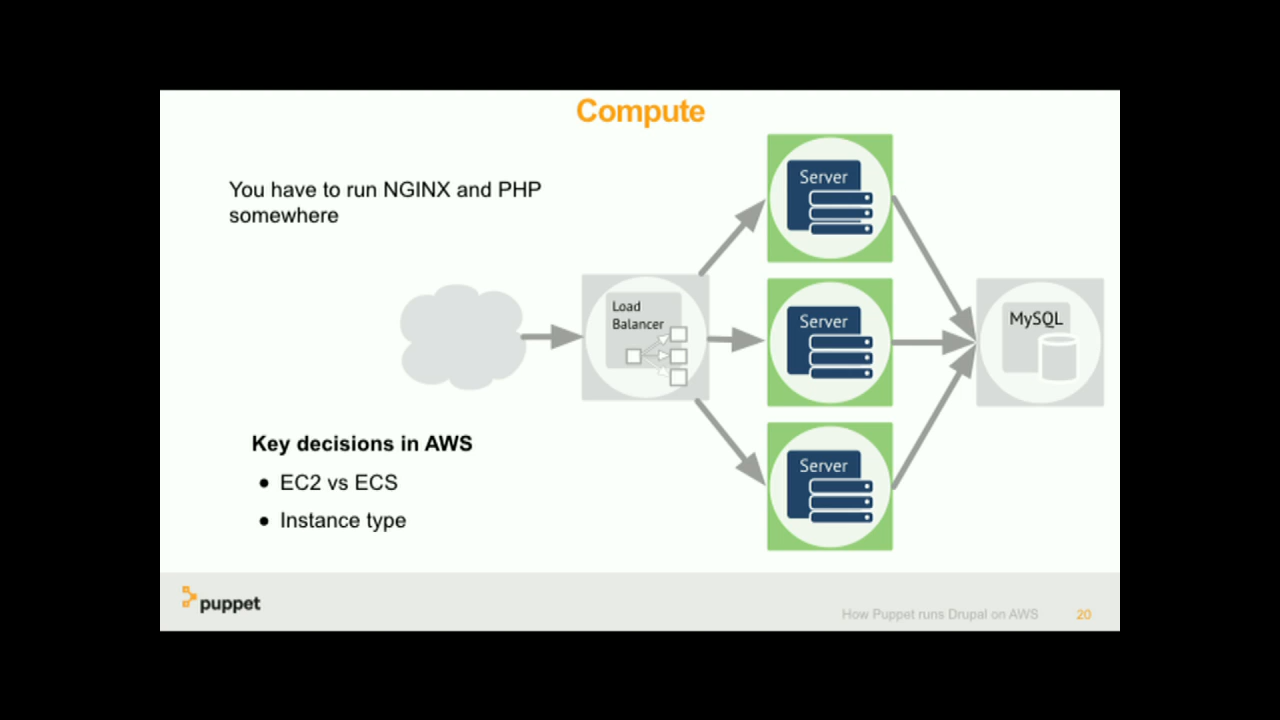 Compute
You have to run NGINX and PHP
somewhere
Server
Load
Balancer
Server
MySQL
Server
Key decisions in AWS
● EC2 vs ECS
● Instance type
puppet
How Puppet runs Drupal on AWS
20